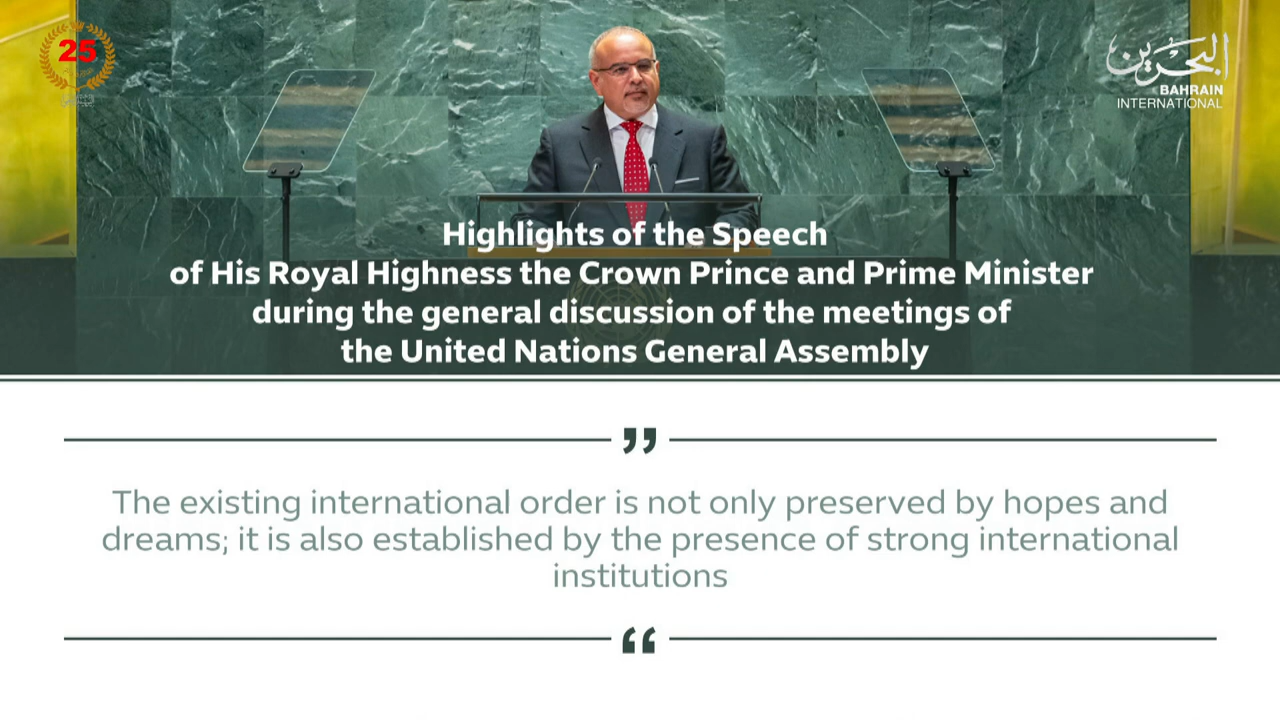 25
البحرين
BAHRAIN
INTERNATIONAL
Highlights of the Speech
of His Royal Highness the Crown Prince and Prime Minister
during the general discussion of the meetings of
the United Nations General Assembly
”
The existing international order is not only preserved by hopes and
dreams; it is also established by the presence of strong international
institutions
“